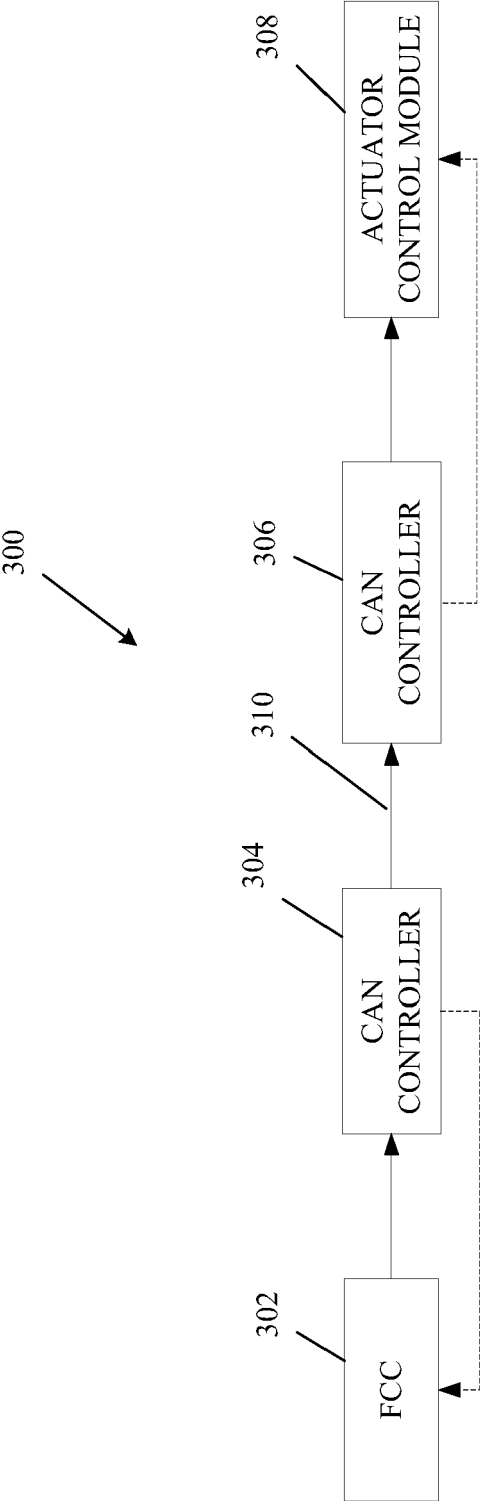 300
302
304
310
306
308
FCC
CAN
CONTROLLER
CAN
CONTROLLER
ACTUATOR
CONTROL MODULE